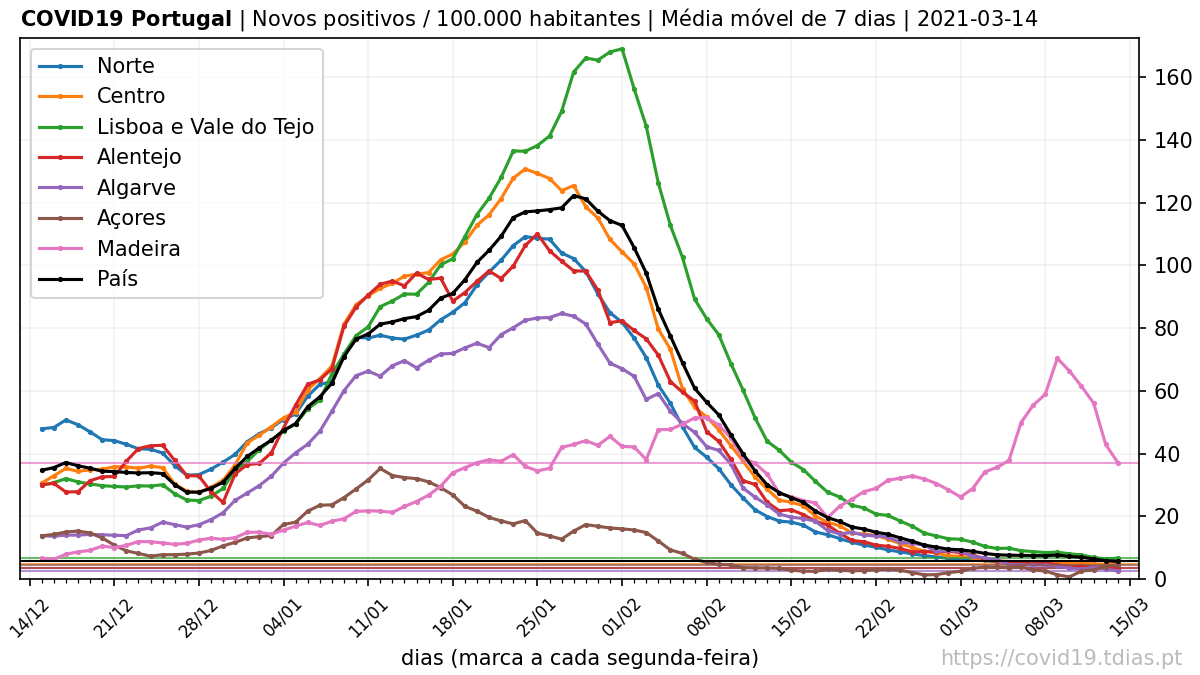 COVID19 Portugal | Novos positivos / 100.000 habitantes | Média móvel de 7 dias | 2021-03-14
Norte
Centro
Lisboa e Vale do Tejo
Alentejo
Algarve
Açores
Madeira
País
160
140
120
100
80
60
40
20
0
14/12 21/12 28/12 04/01 11/01 18/01 25/01 01/02 08/02 15/02 22/02 01/03 08/03 15/03
dias (marca a cada segunda-feira)
https://covid19.tdias.pt